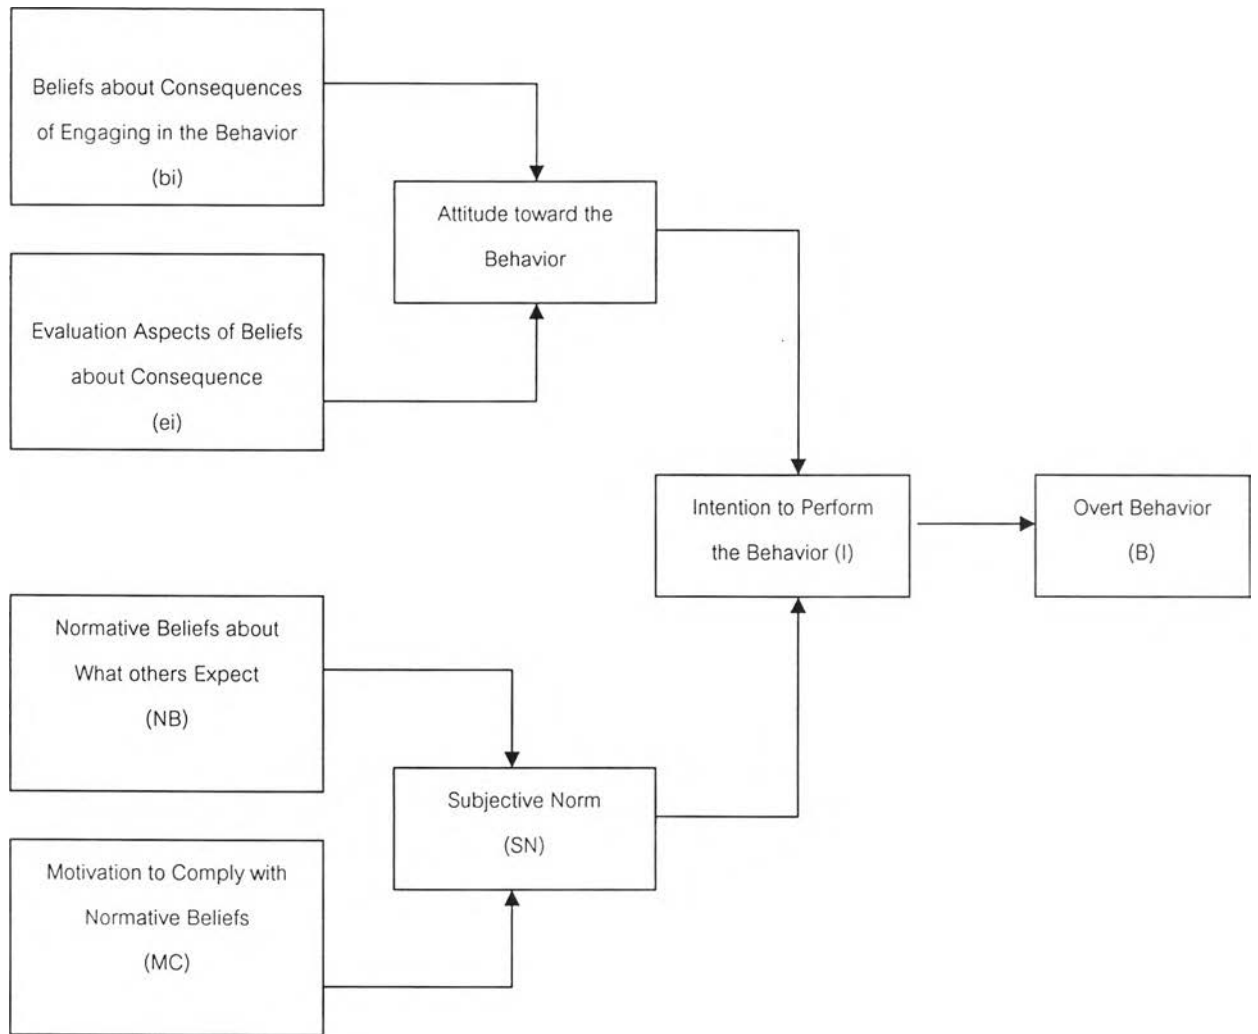 Beliefs about Consequences
of Engaging in the Behavior
(bi)
Attitude toward the
Behavior
Evaluation Aspects of Beliefs
about Consequence
(ei)
Intention to Perform
the Behavior (I)
Overt Behavior
(B)
Normative Beliefs about
What others Expect
(NB)
Subjective Norm
(SN)
Motivation to Comply with
Normative Beliefs
(MC)